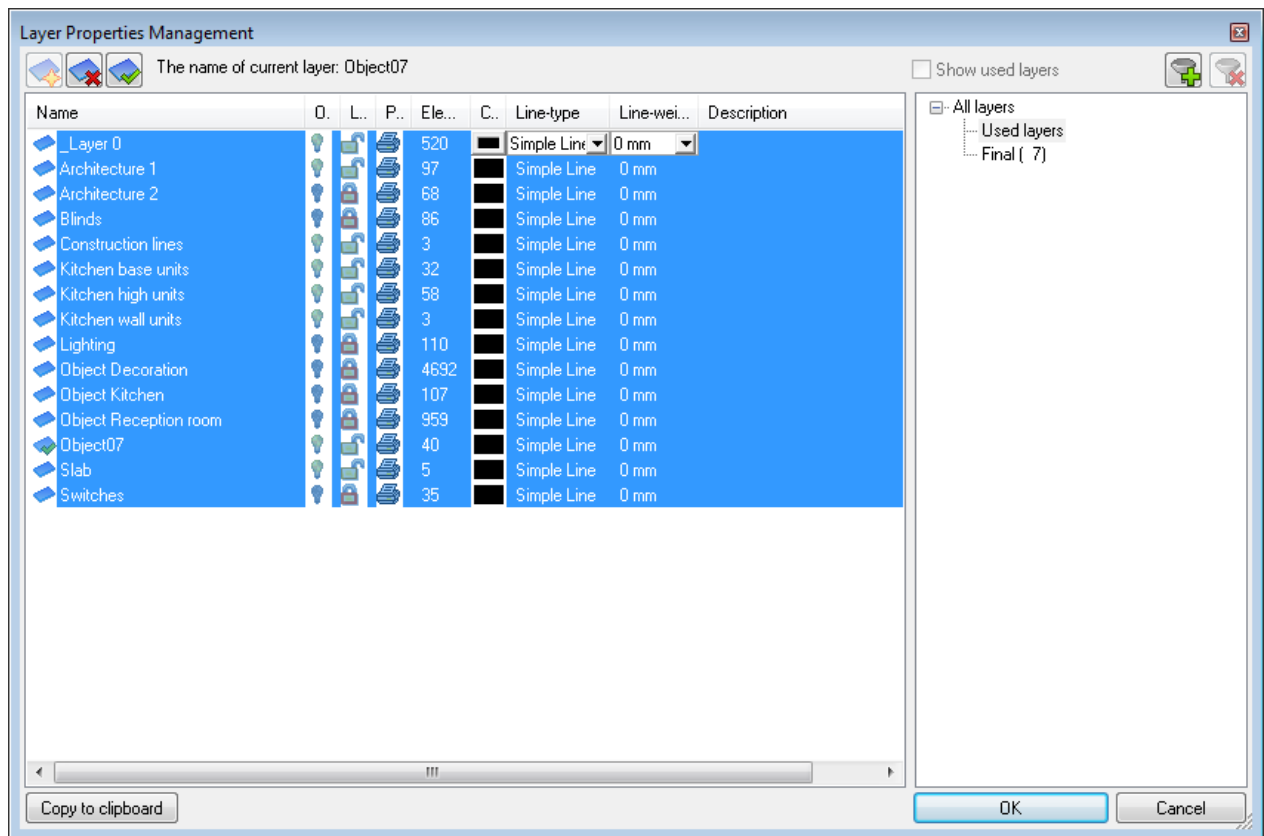 Layer Properties Management
The name of current layer: Object07
Show used layers
Name O. L... P.. Ele... C.. Line-type Line-wei... Description
_Layer 0 520 Simple Line 0 mm
Architecture 1 97 Simple Line 0 mm
Architecture 2 68 Simple Line 0 mm
Blinds 86 Simple Line 0 mm
Construction lines 3 Simple Line 0 mm
Kitchen base units 32 Simple Line 0 mm
Kitchen high units 58 Simple Line 0 mm
Kitchen wall units 3 Simple Line 0 mm
Lighting 110 Simple Line 0 mm
Object Decoration 4692 Simple Line 0 mm
Object Kitchen 107 Simple Line 0 mm
Object Reception room 959 Simple Line 0 mm
Object07 40 Simple Line 0 mm
Slab 5 Simple Line 0 mm
Switches 35 Simple Line 0 mm
All layers
Used layers
Final ( 7)
Copy to clipboard
OK
Cancel